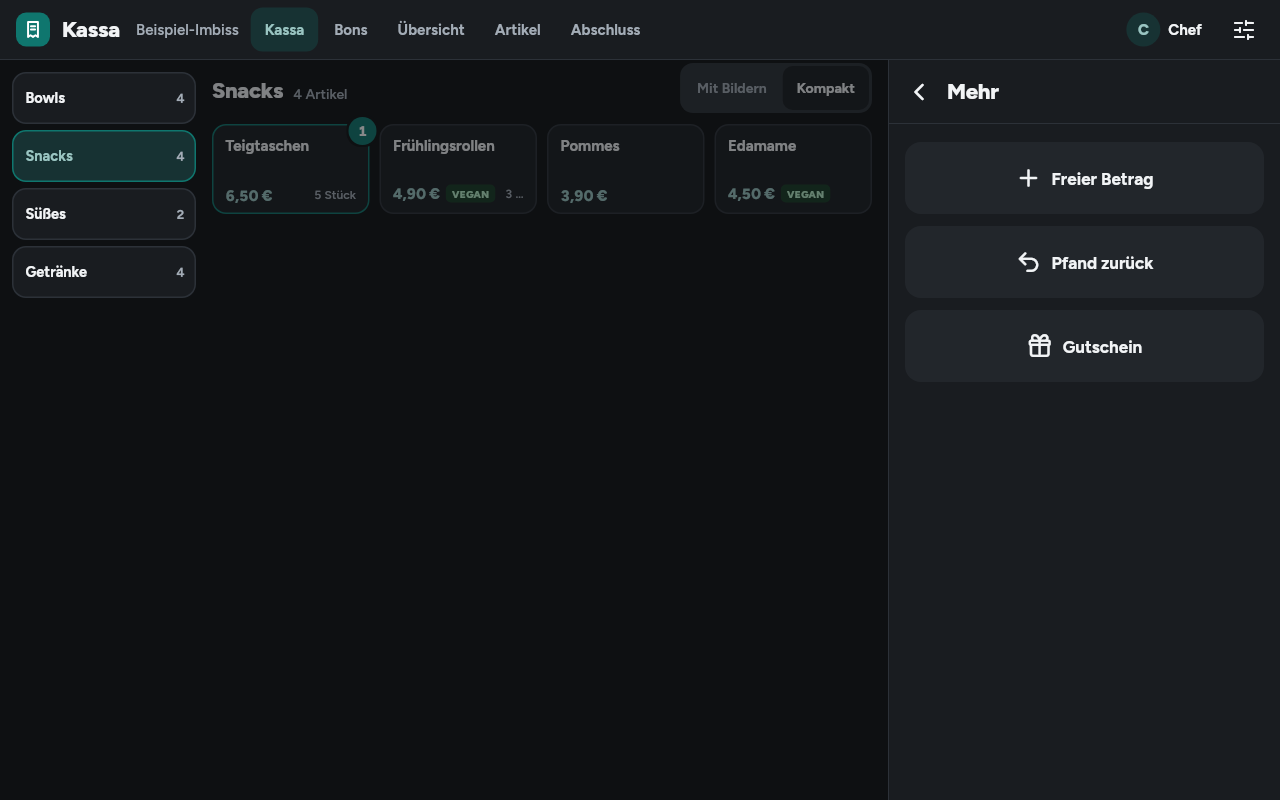 Kassa Beispiel-Imbiss Kassa Bons Übersicht Artikel Abschluss C Chef
Bowls 4
Snacks 4
Süßes 2
Getränke 4
Snacks 4 Artikel
Mit Bildern Kompakt
Teigtaschen 1
6,50 € 5 Stück
Frühlingsrollen
4,90 € VEGAN 3 ...
Pommes
3,90 €
Edamame
4,50 € VEGAN
Mehr
Freier Betrag
Pfand zurück
Gutschein